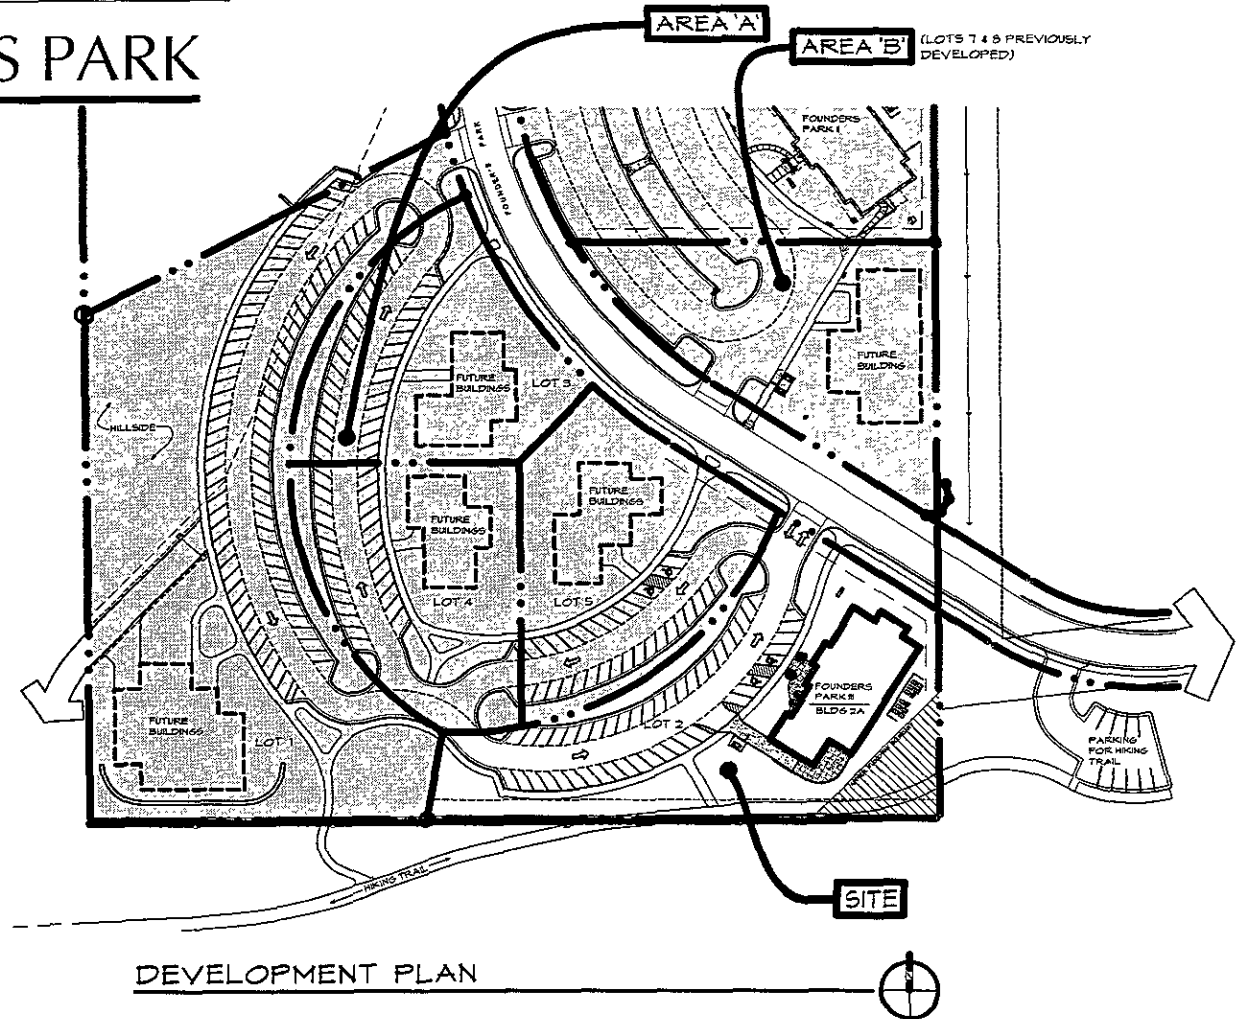 S PARK
AREA 'A'
AREA 'B'
(LOTS 7 & 8 PREVIOUSLY
DEVELOPED)
FOUNDERS
PARK II
FOUNDER'S PARK
FUTURE
BUILDING
FUTURE
BUILDINGS
LOT 3
HILLSIDE
FUTURE
BUILDINGS
FUTURE
BUILDINGS
LOT 4
LOT 5
FOUNDERS
PARK III
BLDG 2A
FUTURE
BUILDINGS
LOT 1
LOT 2
PARKING
FOR HIKING
TRAIL
HIKING TRAIL
SITE
DEVELOPMENT PLAN